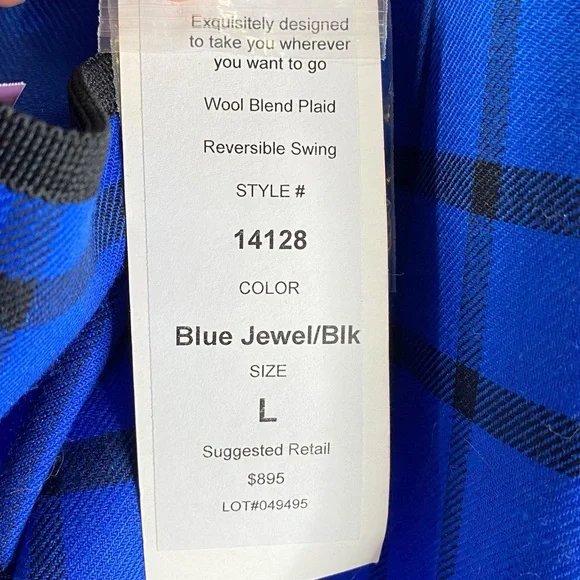 Exquisitely designed
to take you wherever
you want to go
Wool Blend Plaid
Reversible Swing
STYLE #
14128
COLOR
Blue Jewel/Blk
SIZE
L
Suggested Retail
$895
LOT#049495